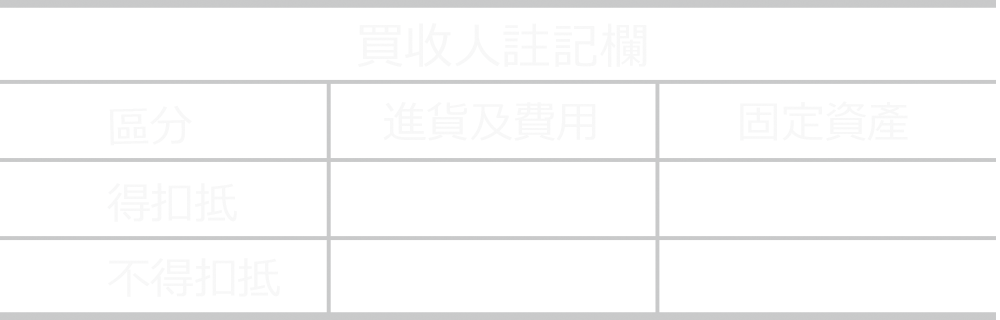 買收人註記欄
區分 進貨及費用 固定資產
得扣抵
不得扣抵